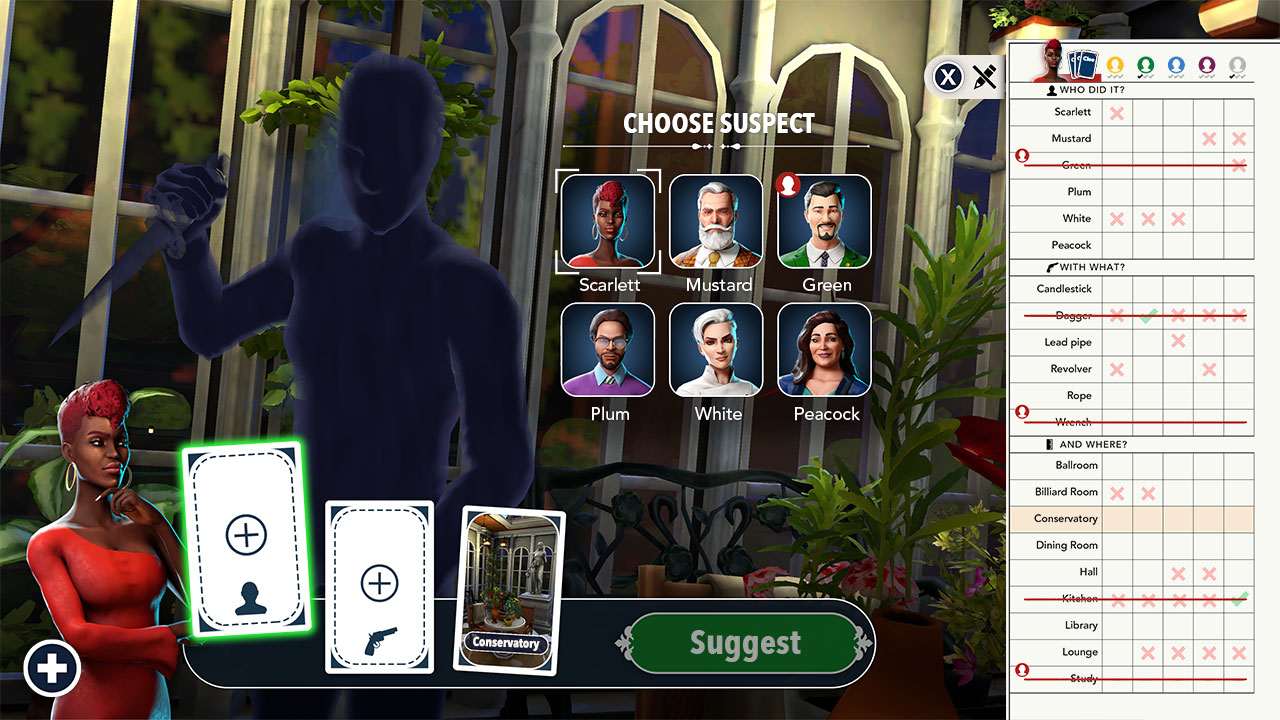 CHOOSE SUSPECT
Scarlett
Mustard
Green
Plum
White
Peacock
Conservatory
Suggest
X
WHO DID IT?
Scarlett
Mustard
Green
Plum
White
Peacock
WITH WHAT?
Candlestick
Dagger
Lead pipe
Revolver
Rope
Wrench
AND WHERE?
Ballroom
Billiard Room
Conservatory
Dining Room
Hall
Kitchen
Library
Lounge
Study